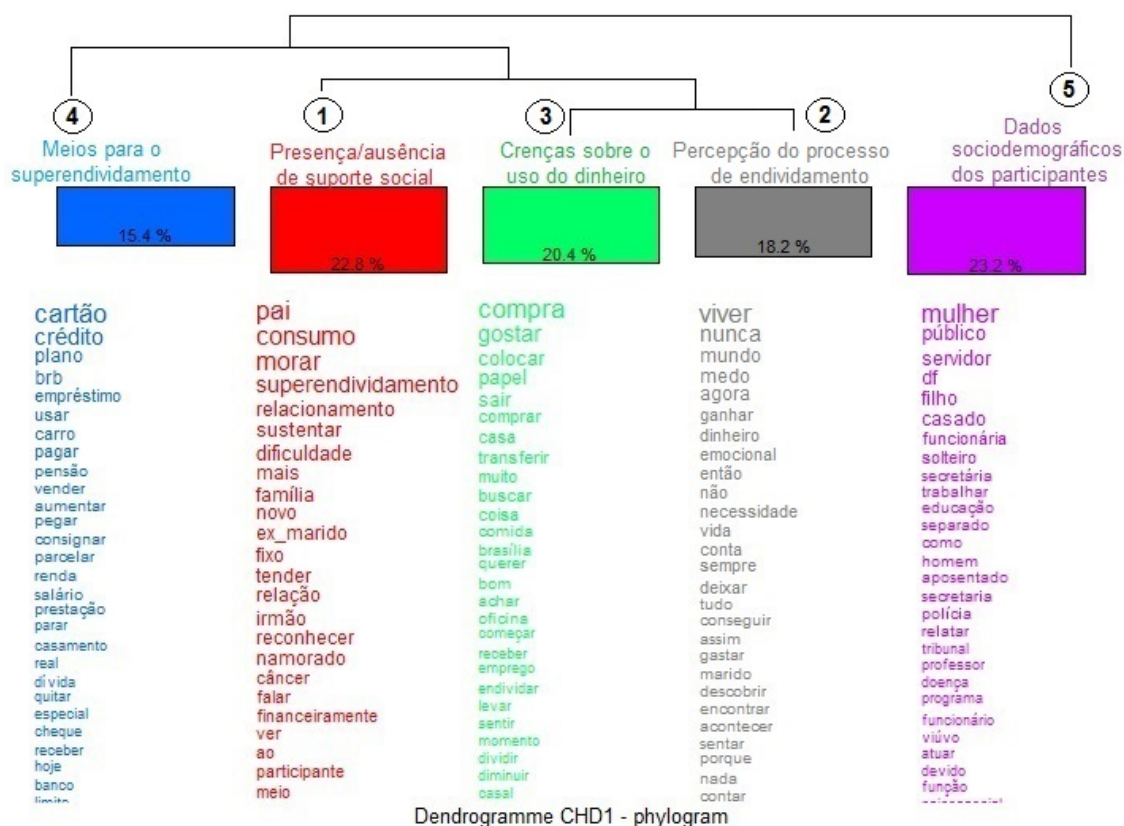 4
1
3
2
5
Meios para o
superendividamento
Presença/ausência
de suporte social
Crenças sobre o
uso do dinheiro
Percepção do processo
de endividamento
Dados
sociodemográficos
dos participantes
15.4 %
22.8 %
20.4 %
18.2 %
23.2 %
cartão
crédito
plano
brb
empréstimo
usar
carro
pagar
pensão
vender
aumentar
pegar
consignar
parcelar
renda
salário
prestação
parar
casamento
real
dívida
quitar
especial
cheque
receber
hoje
banco
limite
pai
consumo
morar
superendividamento
relacionamento
sustentar
dificuldade
mais
família
novo
ex_marido
fixo
tender
relação
irmão
reconhecer
namorado
câncer
falar
financeiramente
ver
ao
participante
meio
compra
gostar
colocar
papel
sair
comprar
casa
transferir
muito
buscar
coisa
comida
brasília
querer
bom
achar
oficina
começar
receber
emprego
endividar
levar
sentir
momento
dividir
diminuir
casal
viver
nunca
mundo
medo
agora
ganhar
dinheiro
emocional
então
não
necessidade
vida
conta
sempre
deixar
tudo
conseguir
assim
gastar
marido
descobrir
encontrar
acontecer
sentar
porque
nada
contar
mulher
público
servidor
df
filho
casado
funcionária
solteiro
secretária
trabalhar
educação
separado
como
homem
aposentado
secretaria
polícia
relatar
tribunal
professor
doença
programa
funcionário
viúvo
atuar
devido
função
Dendrogramme CHD1 - phylogram